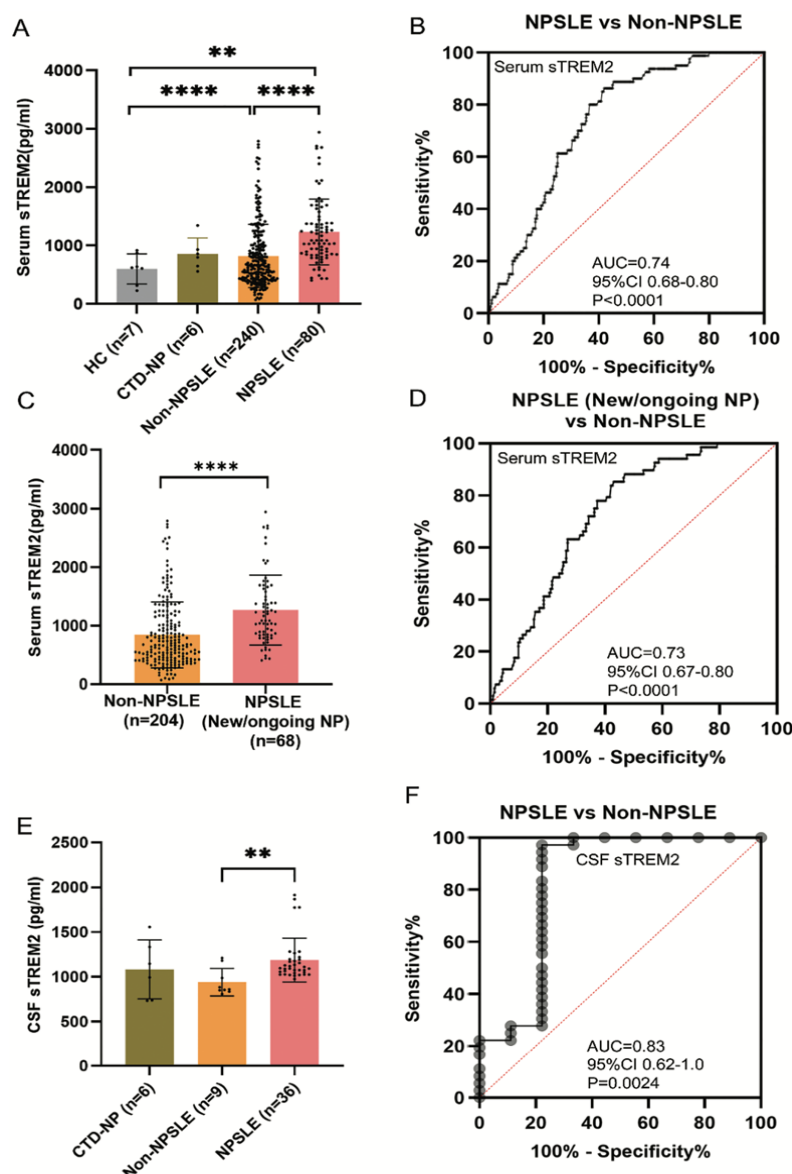 A
Serum sTREM2(pg/ml)
4000
3000
2000
1000
0
**
****
****
HC (n=7)
CTD-NP (n=6)
Non-NPSLE (n=240)
NPSLE (n=80)
B
NPSLE vs Non-NPSLE
Serum sTREM2
Sensitivity%
100
80
60
40
20
0
AUC=0.74
95%CI 0.68-0.80
P<0.0001
0 20 40 60 80 100
100% - Specificity%
C
Serum sTREM2(pg/ml)
4000
3000
2000
1000
0
****
Non-NPSLE
(n=204)
NPSLE
(New/ongoing NP)
(n=68)
D
NPSLE (New/ongoing NP)
vs Non-NPSLE
Serum sTREM2
Sensitivity%
100
80
60
40
20
0
AUC=0.73
95%CI 0.67-0.80
P<0.0001
0 20 40 60 80 100
100% - Specificity%
E
CSF sTREM2 (pg/ml)
2500
2000
1500
1000
500
0
**
CTD-NP (n=6)
Non-NPSLE (n=9)
NPSLE (n=36)
F
NPSLE vs Non-NPSLE
CSF sTREM2
Sensitivity%
100
80
60
40
20
0
AUC=0.83
95%CI 0.62-1.0
P=0.0024
0 20 40 60 80 100
100% - Specificity%